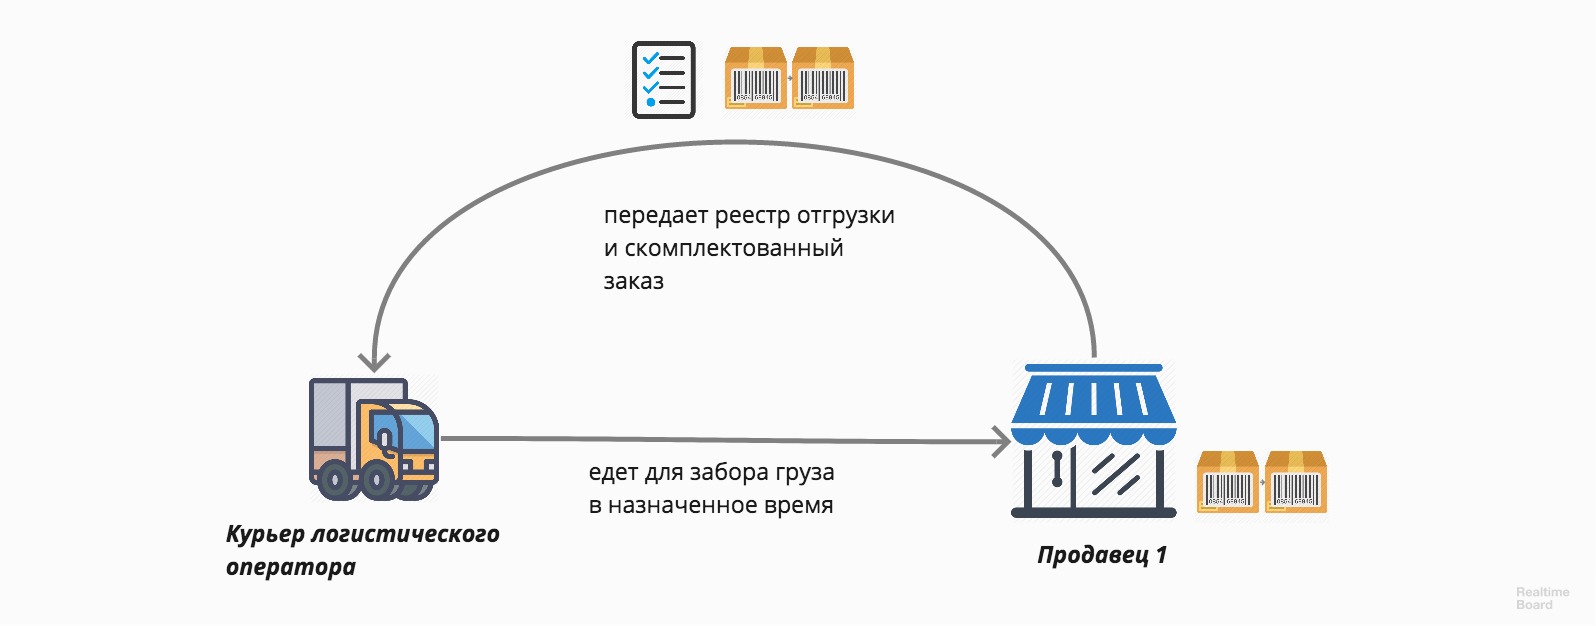 передает реестр отгрузки
и скомплектованный
заказ
едет для забора груза
в назначенное время
Курьер логистического
оператора
Продавец 1
Realtime
Board